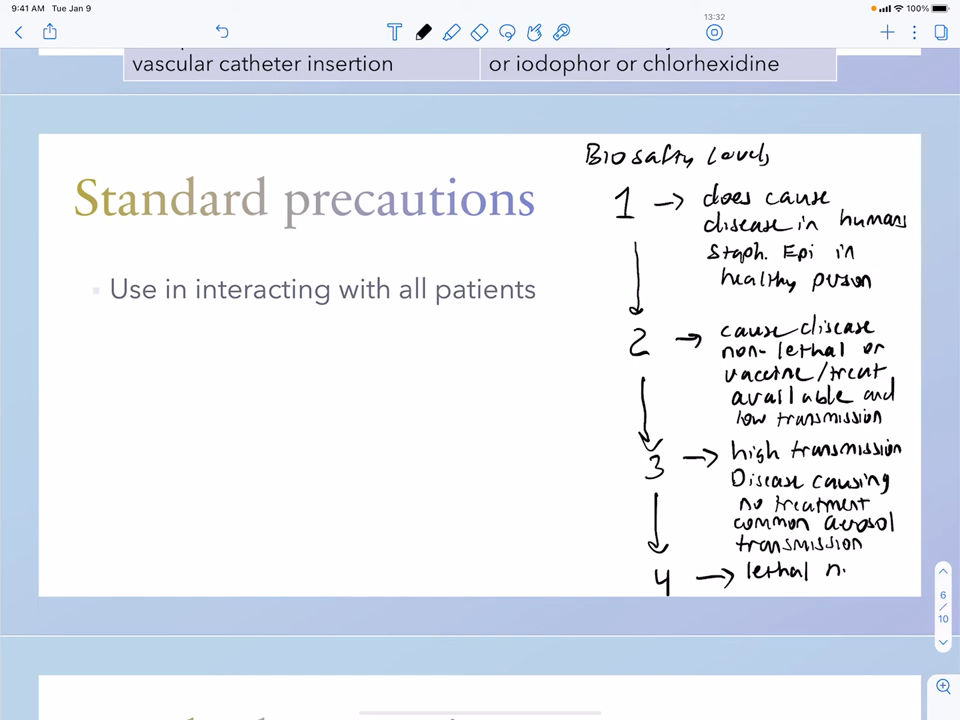 9:41 AM Tue Jan 9
100%
13:32
vascular catheter insertion
or iodophor or chlorhexidine
Standard precautions
Use in interacting with all patients
Biosafty Levels
1 → does cause
disease in humans
Staph. Epi in
healthy person
2 → cause disease
non-lethal or
vaccine/treat
available and
low transmission
3 → high transmission
Disease causing
no treatment
common aerosol
transmission
4 → lethal n.
6
/
10